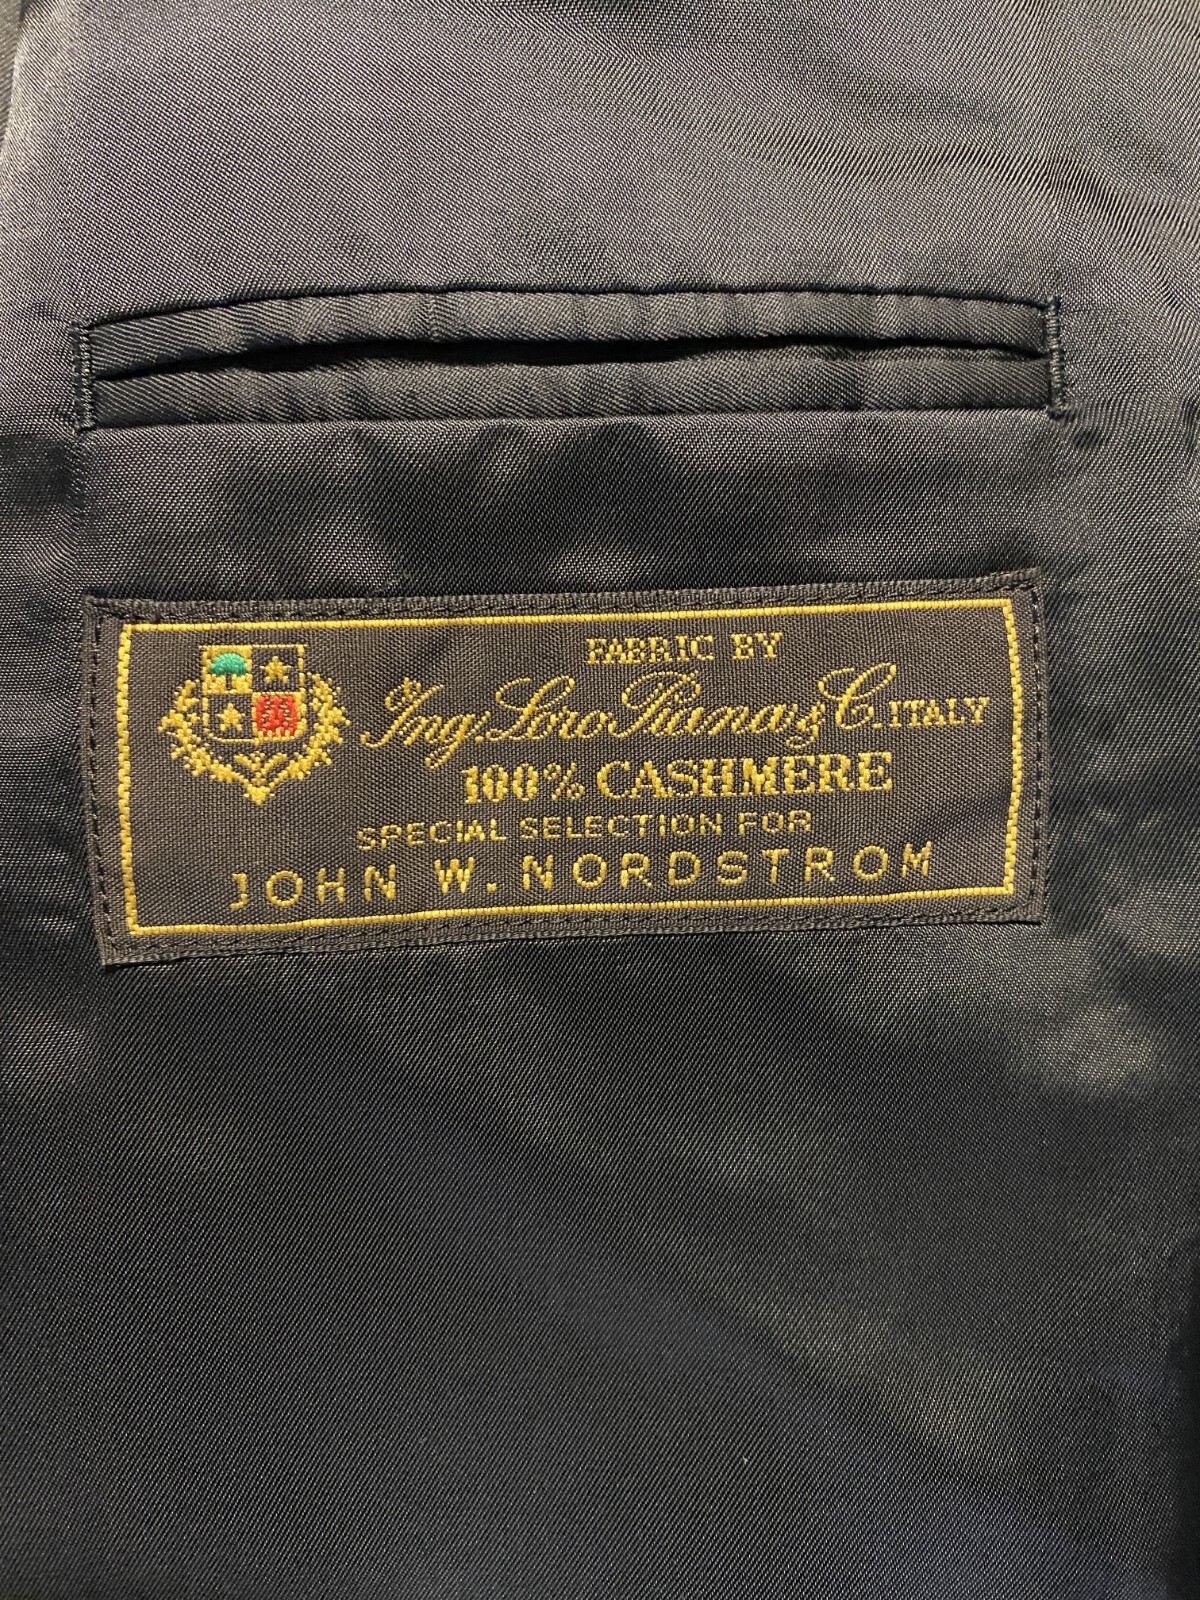 FABRIC BY
Ing. Loro Piana & C. ITALY
100% CASHMERE
SPECIAL SELECTION FOR
JOHN W. NORDSTROM